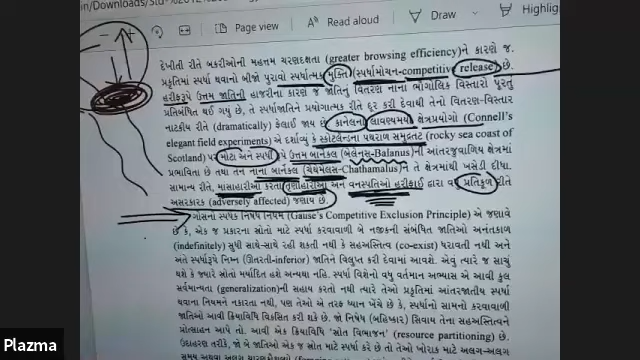 /Downloads/Std-
Page view
A Read aloud
Draw
Highlig
દેખીતી રીતે બકરીઓની મહત્તમ ચરણદક્ષતા (greater browsing efficiency)ને કારણે જ.
પ્રકૃતિમાં સ્પર્ધા થવાનો બીજો પુરાવો સ્પર્ધાત્મક મુક્તિ (સ્પર્ધામોચન-competitive release) છે.
હરીફરૂપે ઉત્તમ જાતિની હાજરીના કારણે જ જાતિનું વિતરણ નાના ભૌગોલિક વિસ્તારો પૂરતું
પ્રતિબંધિત થઈ ગયું છે, તે સ્પર્ધાજાતિને પ્રયોગાત્મક રીતે દૂર કરી દેવાથી તેનો વિતરણ-વિસ્તાર
નાટકીય રીતે (dramatically) ફેલાઈ જાય છે. કાનેલના લાવણ્યમયી ક્ષેત્રપ્રયોગો (Connell's
elegant field experiments) એ દર્શાવ્યું કે સ્કોટલેન્ડના પથરાળ સમુદ્રતટ (rocky sea coast of
Scotland) પર મોટા અને સ્પર્ધી રૂપે ઉત્તમ બાર્નેકલ (બેલેનસ-Balanus)ની આંતરજુવાળીય ક્ષેત્રમાં
પ્રભાવિતા છે તથા તેને નાના બાર્નેકલ (ચેથેમેલસ-Chathamalus)ને તે ક્ષેત્રમાંથી ખસેડી દીધા.
સામાન્ય રીતે, માસાહારીઓ કરતાં તૃણાહારીઓ અને વનસ્પતિઓ હરીફાઈ દ્વારા વધુ પ્રતિકૂળ રીતે
અસરકારક (adversely affected) જણાય છે.
ગોસનો સ્પર્ધક નિષેધ નિયમ (Gause's Competitive Exclusion Principle) એ જણાવે
છે કે, એક જ પ્રકારના સ્રોતો માટે સ્પર્ધા કરવાવાળી બે નજીકની સંબંધિત જાતિઓ અનંતકાળ
(indefinitely) સુધી સાથે-સાથે રહી શકતી નથી કે સહઅસ્તિત્વ (co-exist) ધરાવતી નથી અને
અંતે સ્પર્ધારૂપે નિમ્ન (ઊતરતી-inferior) જાતિને વિલુપ્ત કરી દેવામાં આવશે. એવું ત્યારે જ સાચું
થશે કે જ્યારે સ્રોતો મર્યાદિત હશે અન્યથા નહિ. સ્પર્ધા વિશેનો વધુ વર્તમાન અભ્યાસ એ આવી કુલ
સર્વમાન્યતા (generalization)ની સહાય કરતો નથી ત્યારે તેઓ પ્રકૃતિમાં આંતરજાતીય સ્પર્ધા
થવાના નિયમને નકારતા નથી, પણ તેઓ એ તરફ ધ્યાન ખેંચે છે કે, સ્પર્ધાનો સામનો કરવાવાળી
જાતિઓ આવી ક્રિયાવિધિ વિકસિત કરી શકે છે. જો નિષેધ (બહિષ્કાર) સિવાય તેના સહઅસ્તિત્વને
પ્રોત્સાહન આપે તો. આવી એક ક્રિયાવિધિ 'સ્રોત વિભાજન' (resource partitioning) છે.
ઉદાહરણ તરીકે, જો બે જાતિઓ એક જ સ્રોત માટે સ્પર્ધા કરે છે તો તેઓ ખોરાક માટે અલગ-અલગ
Plazma